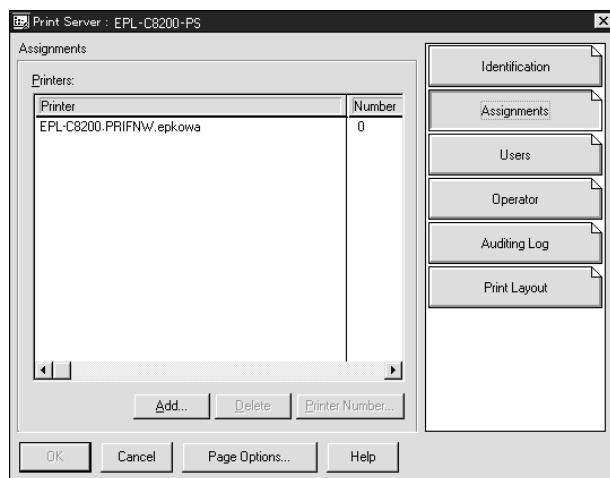 Print Server : EPL-C8200-PS
Assignments
Printers:
Printer Number
EPL-C8200.PRIFNW.epkowa 0
Add... Delete Printer Number...
OK Cancel Page Options... Help
Identification
Assignments
Users
Operator
Auditing Log
Print Layout